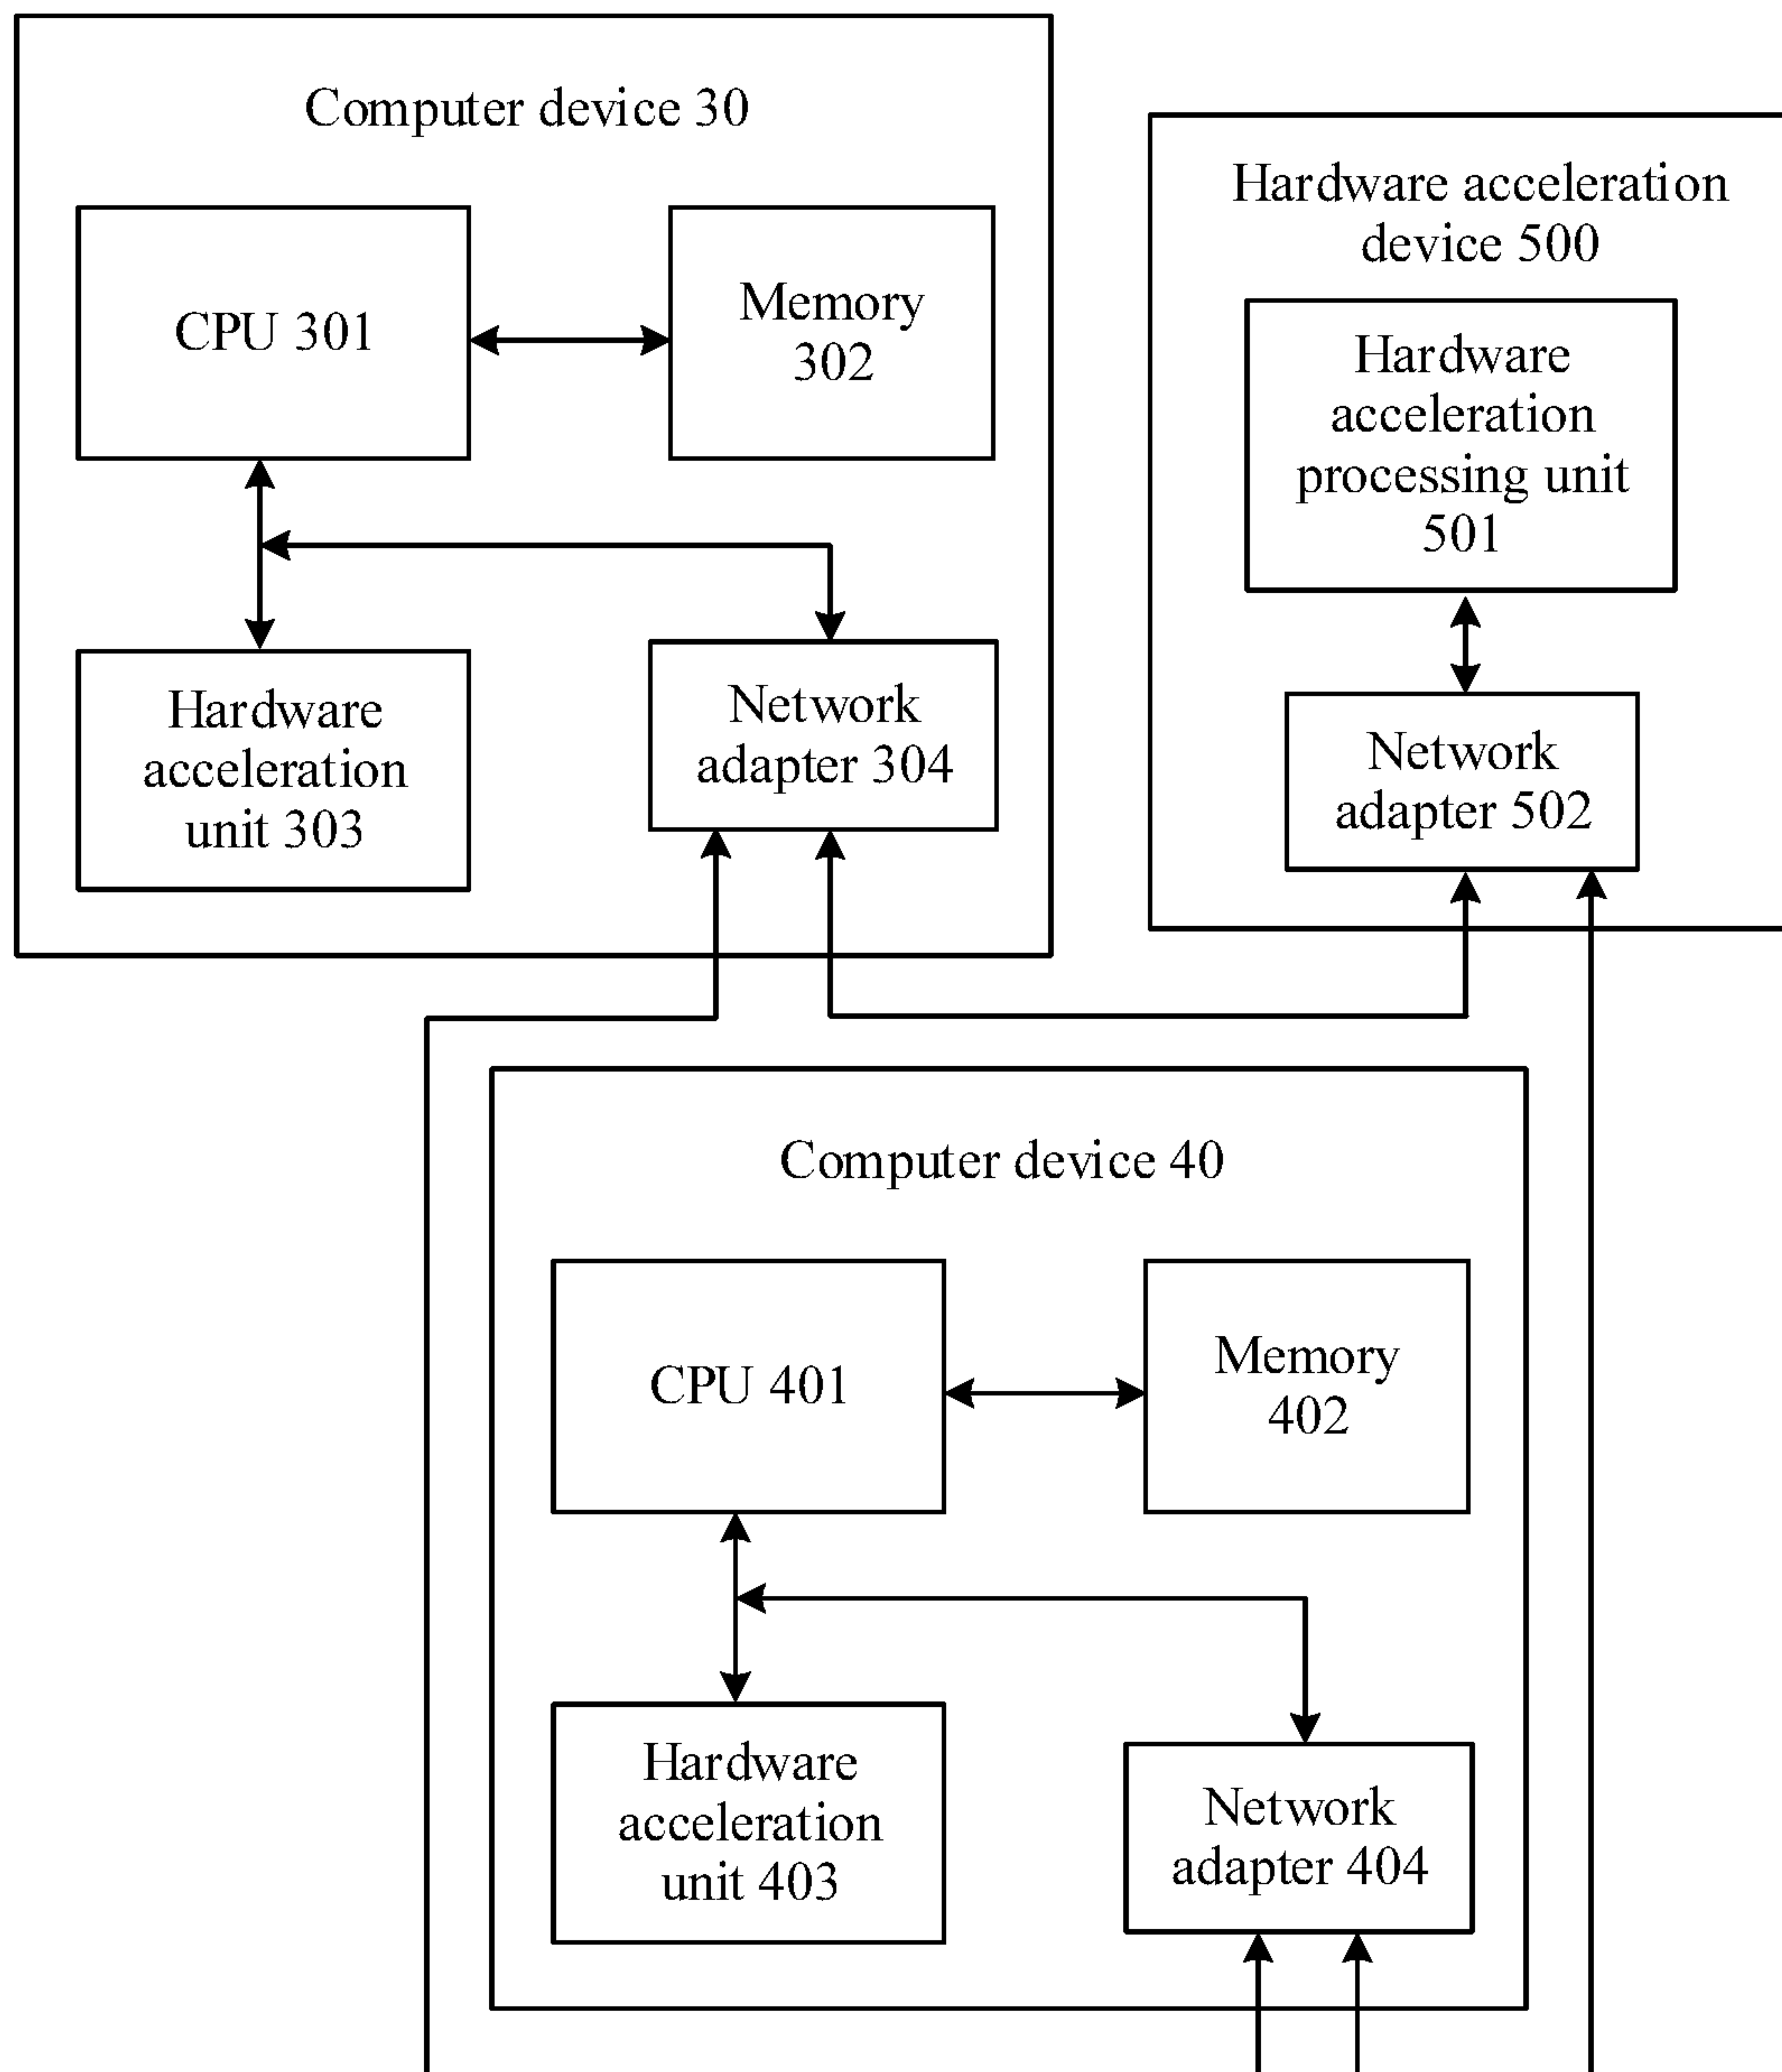 Computer device 30
CPU 301
Memory
302
Hardware
acceleration
unit 303
Network
adapter 304
Hardware acceleration
device 500
Hardware
acceleration
processing unit
501
Network
adapter 502
Computer device 40
CPU 401
Memory
402
Hardware
acceleration
unit 403
Network
adapter 404